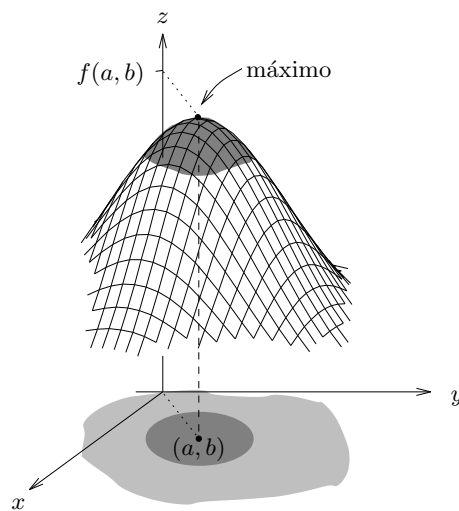 z
f(a, b)
máximo
y
(a, b)
x